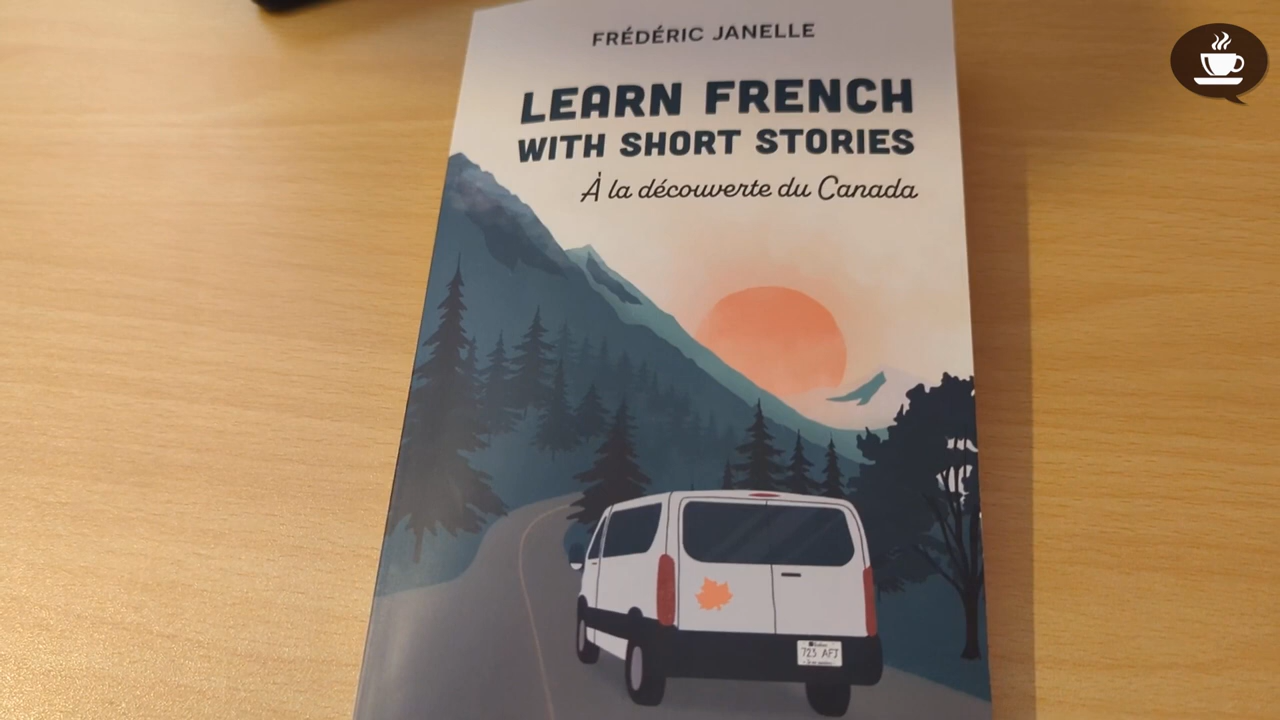 FRÉDÉRIC JANELLE
LEARN FRENCH
WITH SHORT STORIES
À la découverte du Canada
723 AFJ